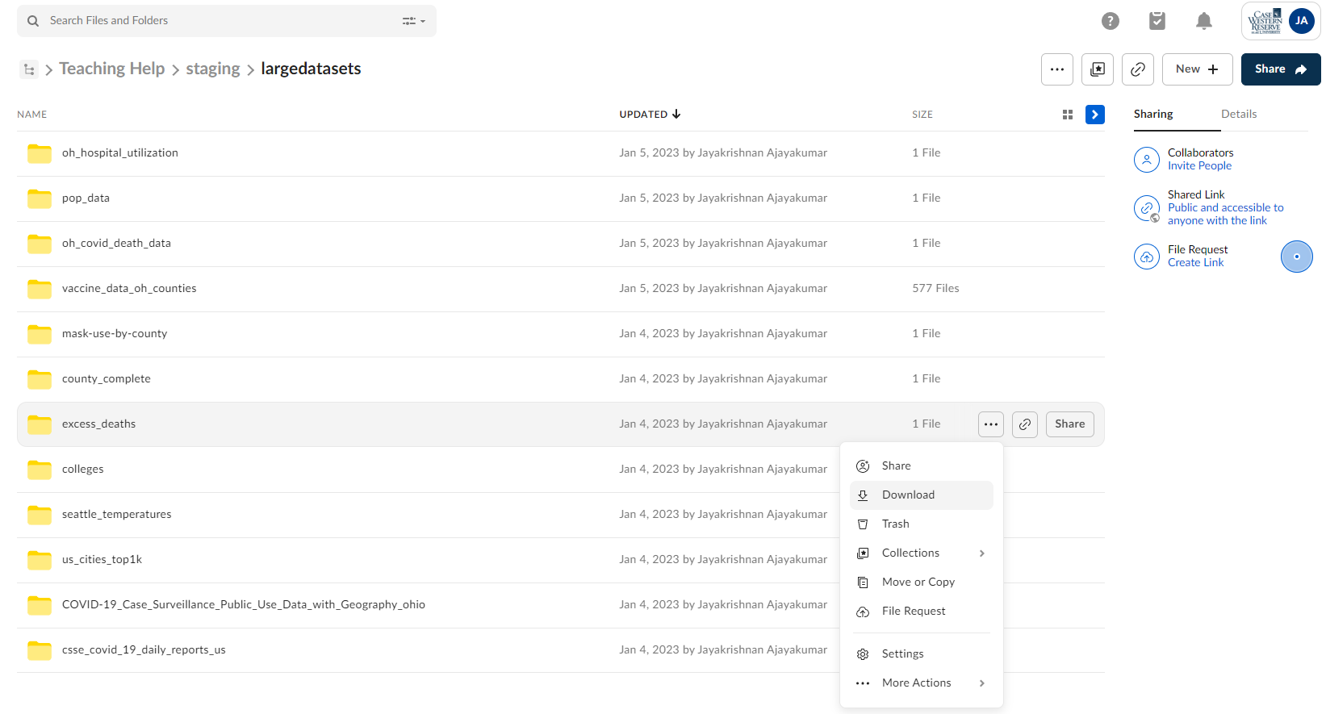 Search Files and Folders
CASE WESTERN RESERVE UNIVERSITY
JA
Teaching Help > staging > largedatasets
New +
Share
NAME UPDATED SIZE
Sharing Details
oh_hospital_utilization Jan 5, 2023 by Jayakrishnan Ajayakumar 1 File
Collaborators
Invite People
pop_data Jan 5, 2023 by Jayakrishnan Ajayakumar 1 File
Shared Link
Public and accessible to
anyone with the link
oh_covid_death_data Jan 5, 2023 by Jayakrishnan Ajayakumar 1 File
File Request
Create Link
vaccine_data_oh_counties Jan 5, 2023 by Jayakrishnan Ajayakumar 577 Files
mask-use-by-county Jan 4, 2023 by Jayakrishnan Ajayakumar 1 File
county_complete Jan 4, 2023 by Jayakrishnan Ajayakumar 1 File
excess_deaths Jan 4, 2023 by Jayakrishnan Ajayakumar 1 File Share
colleges Jan 4, 2023 by Jayakrishnan Ajayakumar
seattle_temperatures Jan 4, 2023 by Jayakrishnan Ajayakumar
us_cities_top1k Jan 4, 2023 by Jayakrishnan Ajayakumar
COVID-19_Case_Surveillance_Public_Use_Data_with_Geography_ohio Jan 4, 2023 by Jayakrishnan Ajayakumar
csse_covid_19_daily_reports_us Jan 4, 2023 by Jayakrishnan Ajayakumar
Share
Download
Trash
Collections
Move or Copy
File Request
Settings
More Actions